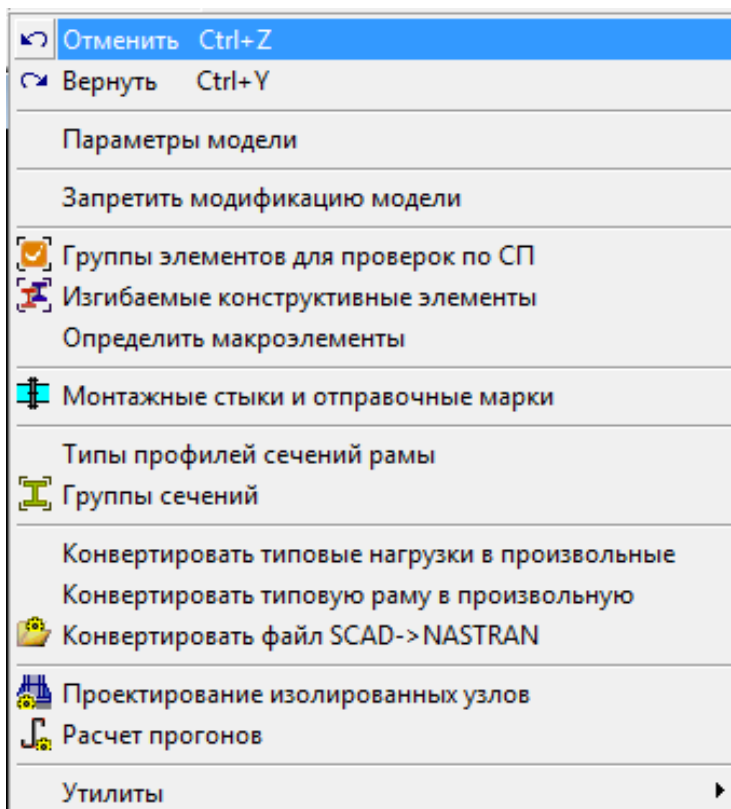 Отменить Ctrl+Z
Вернуть Ctrl+Y
Параметры модели
Запретить модификацию модели
Группы элементов для проверок по СП
Изгибаемые конструктивные элементы
Определить макроэлементы
Монтажные стыки и отправочные марки
Типы профилей сечений рамы
Группы сечений
Конвертировать типовые нагрузки в произвольные
Конвертировать типовую раму в произвольную
Конвертировать файл SCAD->NASTRAN
Проектирование изолированных узлов
Расчет прогонов
Утилиты